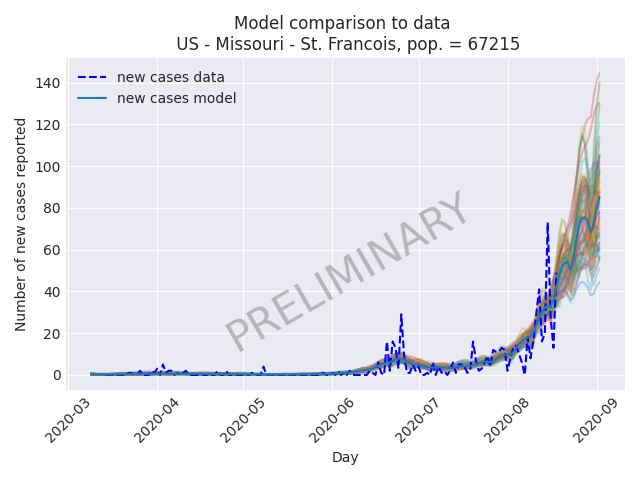 Model comparison to data
US - Missouri - St. Francois, pop. = 67215
new cases data
new cases model
Number of new cases reported
140
120
100
80
60
40
20
0
PRELIMINARY
2020-03
2020-04
2020-05
2020-06
2020-07
2020-08
2020-09
Day